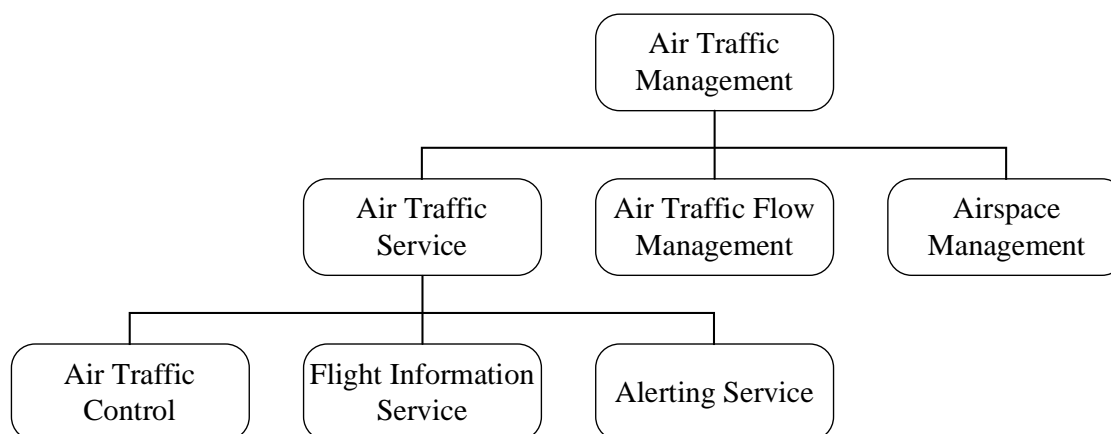 Air Traffic
Management
Air Traffic
Service
Air Traffic Flow
Management
Airspace
Management
Air Traffic
Control
Flight Information
Service
Alerting Service